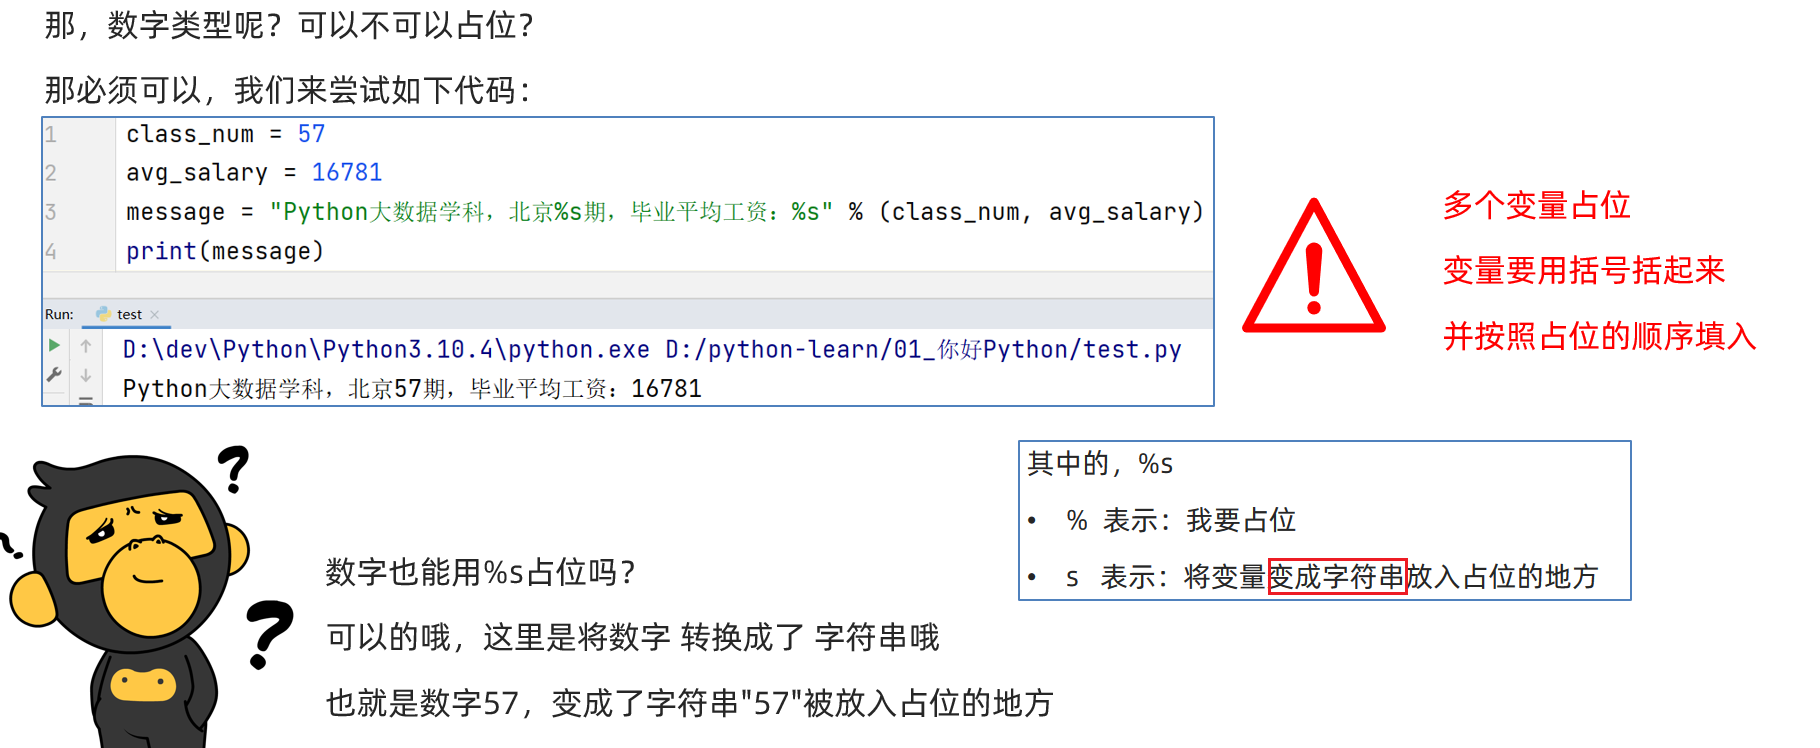 那，数字类型呢？可以不可以占位？
那必须可以，我们来尝试如下代码：
1 class_num = 57
2 avg_salary = 16781
3 message = "Python大数据学科，北京%s期，毕业平均工资：%s" % (class_num, avg_salary)
4 print(message)
Run: test
D:\dev\Python\Python3.10.4\python.exe D:/python-learn/01_你好Python/test.py
Python大数据学科，北京57期，毕业平均工资：16781
多个变量占位
变量要用括号括起来
并按照占位的顺序填入
其中的，%s
• % 表示：我要占位
• s 表示：将变量变成字符串放入占位的地方
数字也能用%s占位吗？
可以的哦，这里是将数字 转换成了 字符串哦
也就是数字57，变成了字符串"57"被放入占位的地方